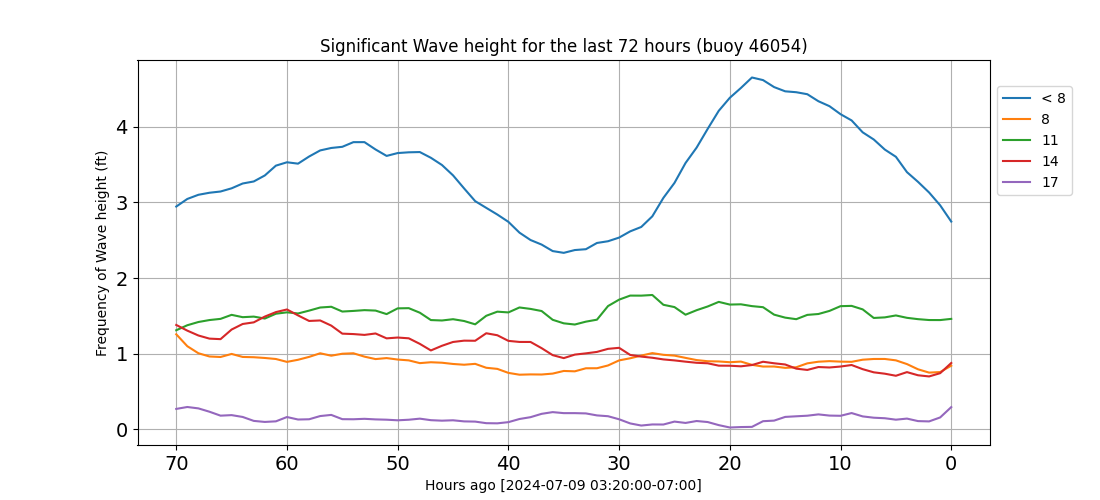 Significant Wave height for the last 72 hours (buoy 46054)
Frequency of Wave height (ft)
4
3
2
1
0
70 60 50 40 30 20 10 0
Hours ago [2024-07-09 03:20:00-07:00]
< 8
8
11
14
17